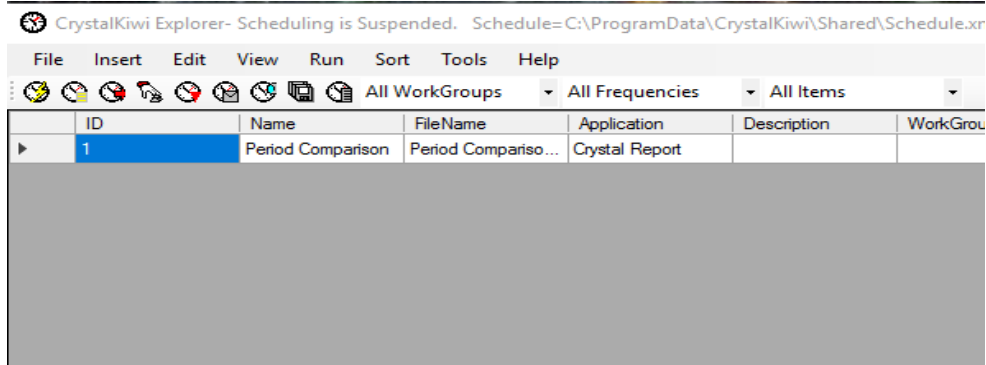 CrystalKiwi Explorer- Scheduling is Suspended. Schedule=C:\ProgramData\CrystalKiwi\Shared\Schedule.xm
File Insert Edit View Run Sort Tools Help
All WorkGroups All Frequencies All Items
ID Name FileName Application Description WorkGrou
1 Period Comparison Period Compariso... Crystal Report